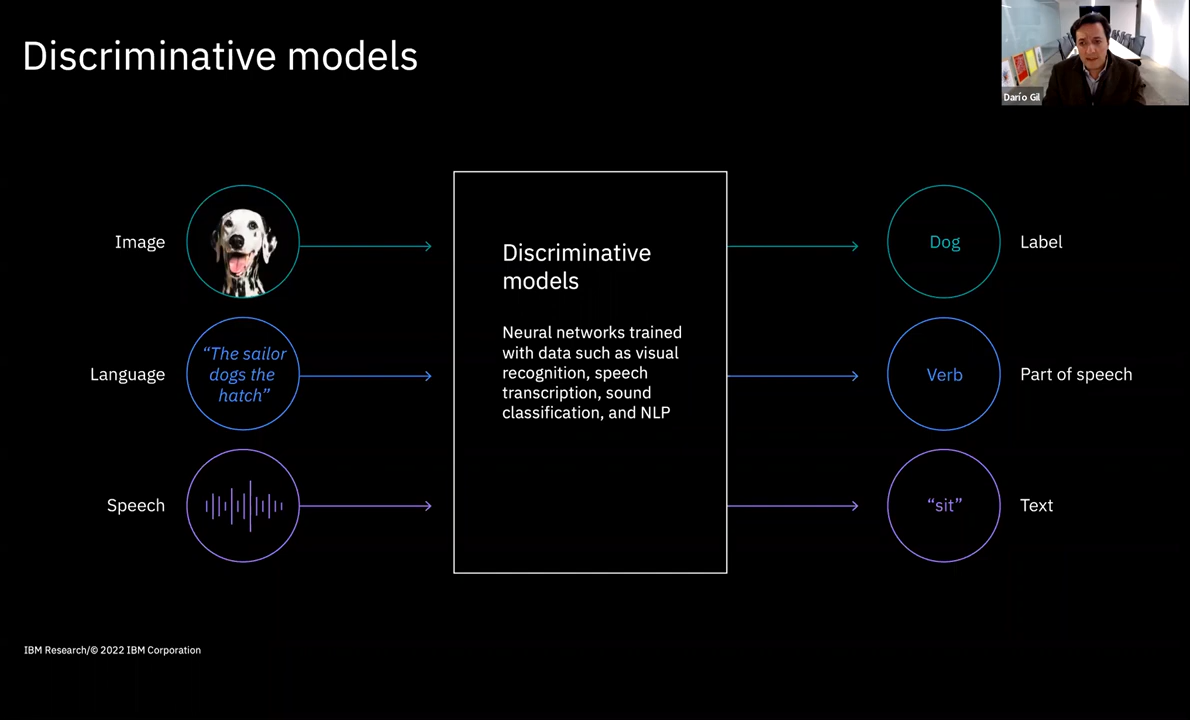 Discriminative models
Darío Gil
Image
Dog
Label
Discriminative
models
Language
“The sailor
dogs the
hatch”
Neural networks trained
with data such as visual
recognition, speech
transcription, sound
classification, and NLP
Verb
Part of speech
Speech
“sit”
Text
IBM Research/© 2022 IBM Corporation